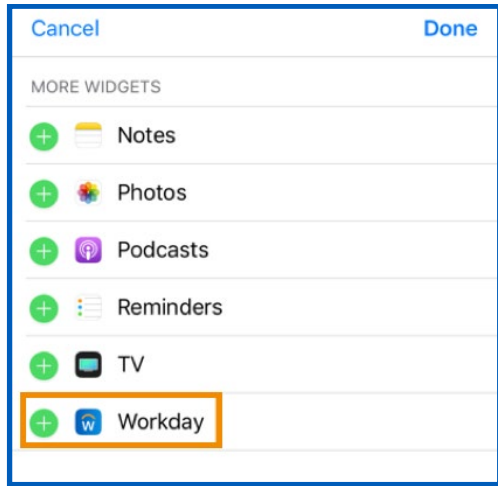 Cancel Done
MORE WIDGETS
Notes
Photos
Podcasts
Reminders
TV
Workday